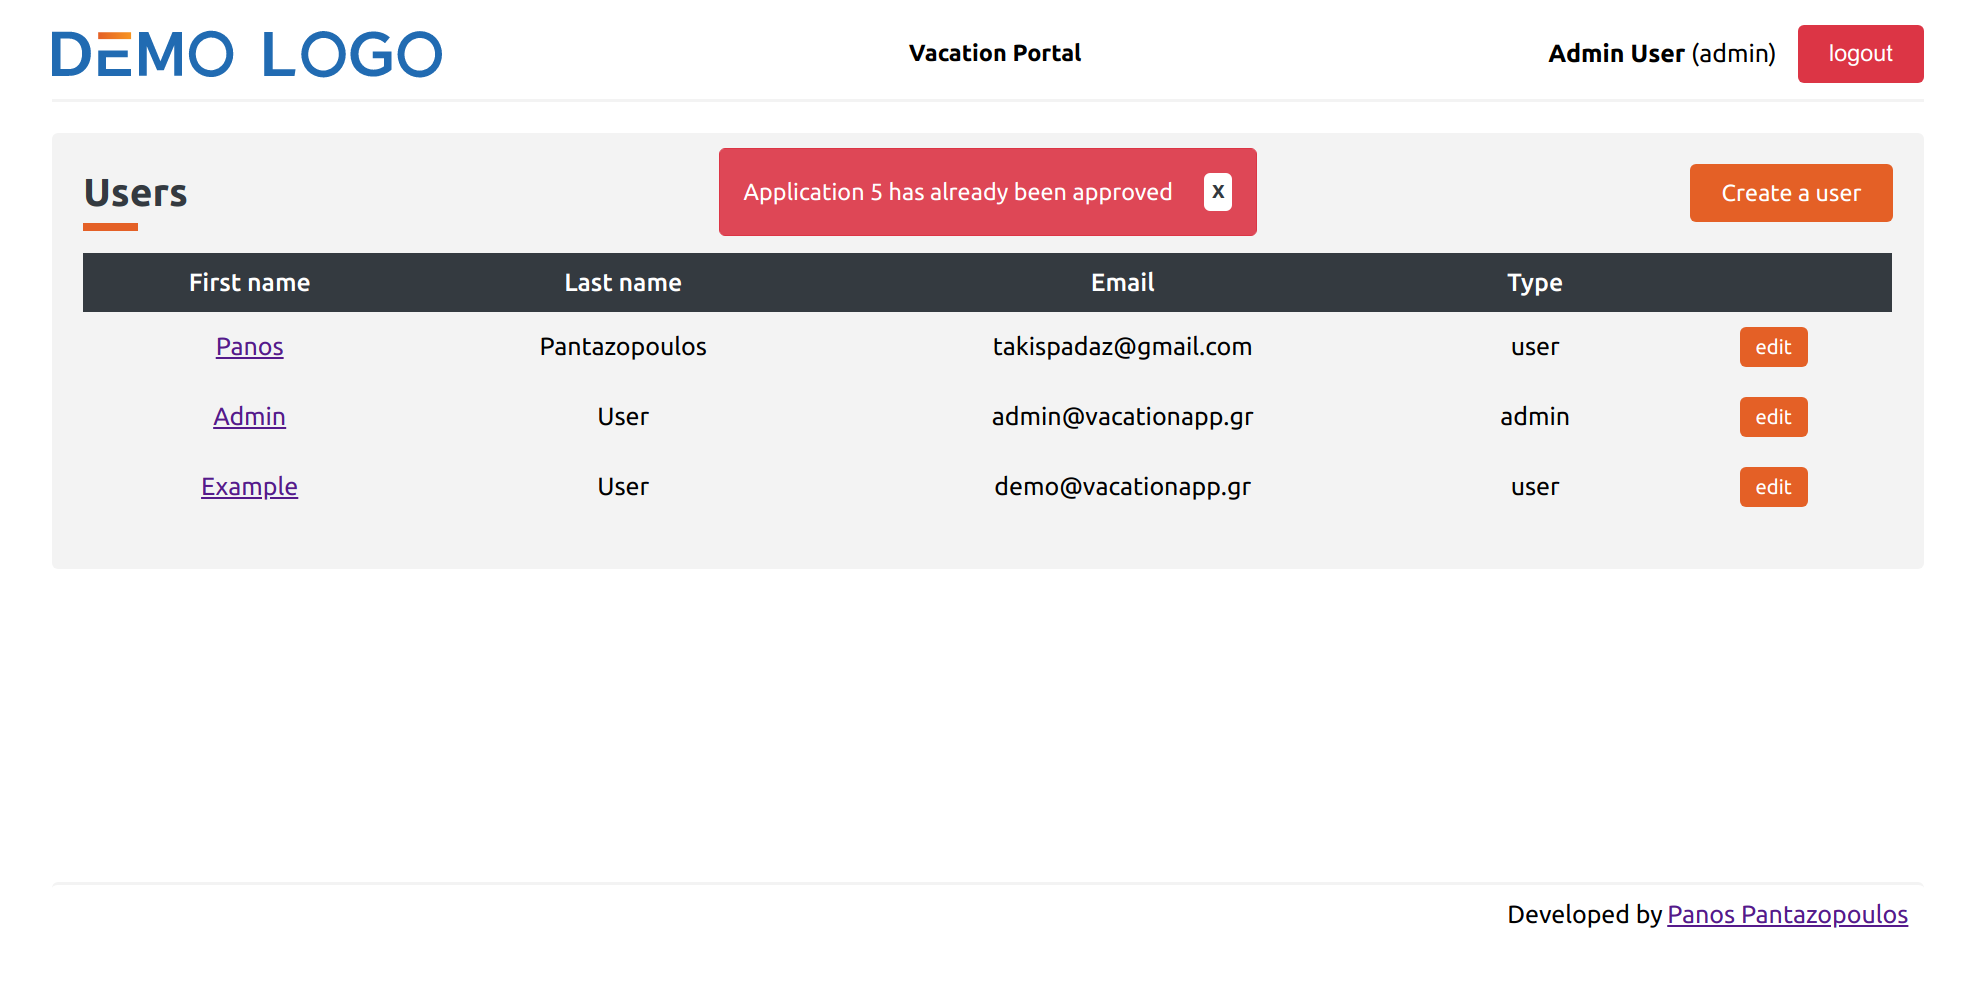 DEMO LOGO
Vacation Portal
Admin User (admin)
logout
Users
Application 5 has already been approved
x
Create a user
First name Last name Email Type
Panos Pantazopoulos takispadaz@gmail.com user edit
Admin User admin@vacationapp.gr admin edit
Example User demo@vacationapp.gr user edit
Developed by Panos Pantazopoulos